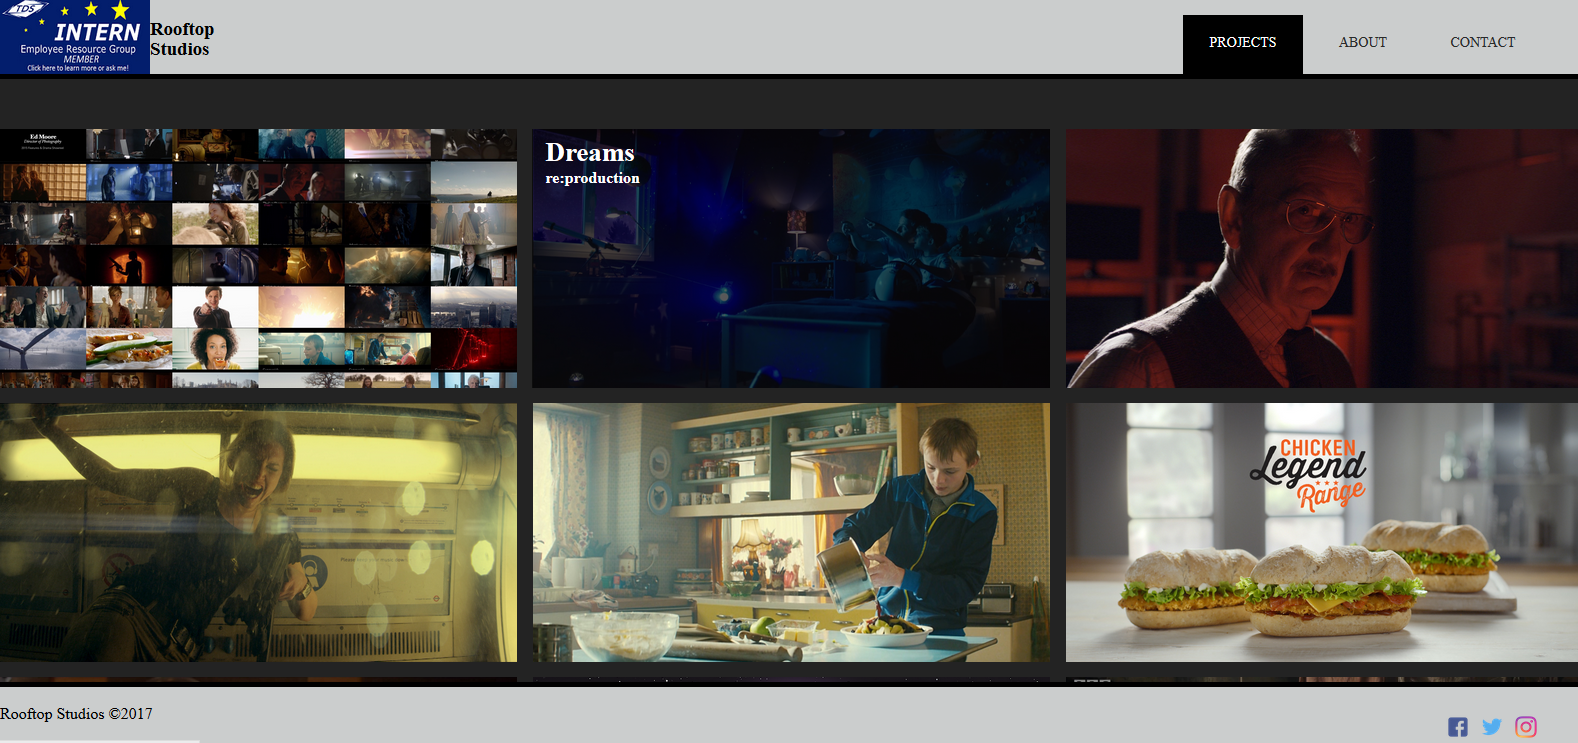 TDS
INTERN
Employee Resource Group
MEMBER
Click here to learn more or ask me!
Rooftop
Studios
PROJECTS
ABOUT
CONTACT
Ed Moore
Director of Photography
Dreams
re:production
CHICKEN
Legend
Range
Rooftop Studios ©2017